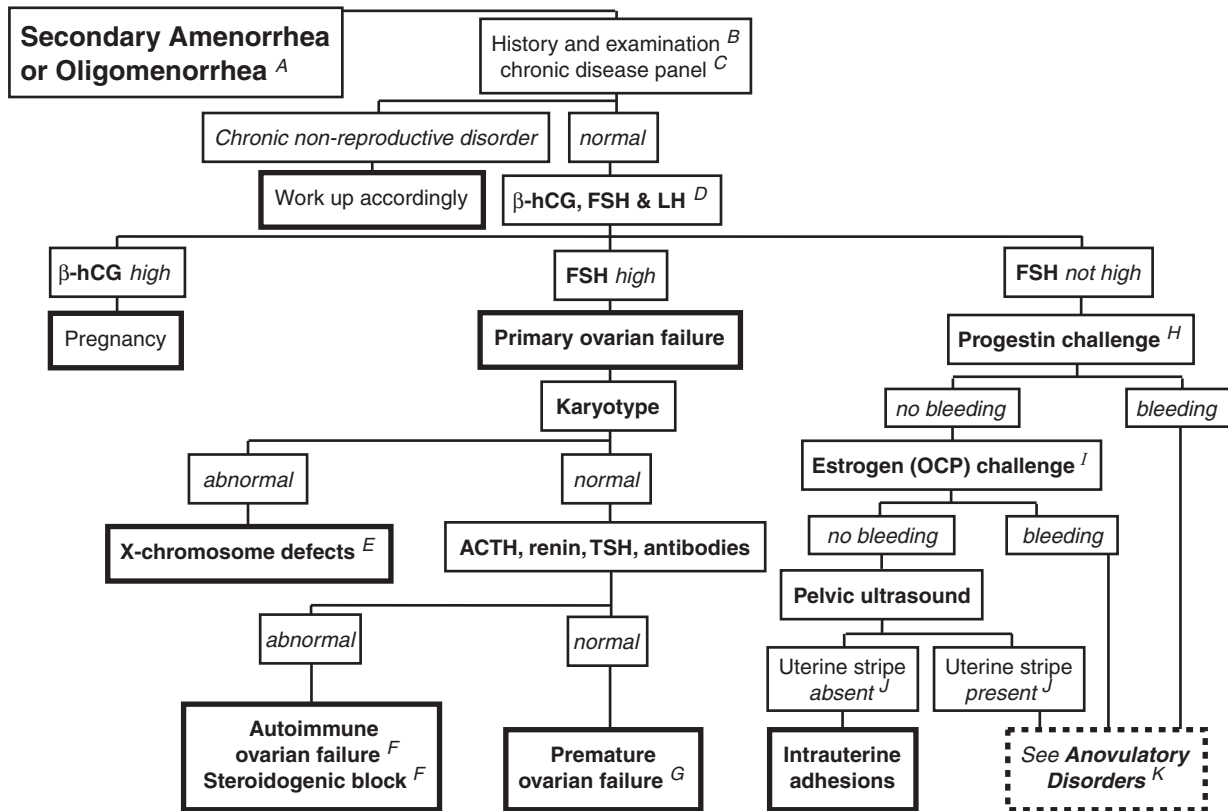 Secondary Amenorrhea
or Oligomenorrhea A
History and examination B
chronic disease panel C
Chronic non-reproductive disorder
normal
Work up accordingly
β-hCG, FSH & LH D
β-hCG high
FSH high
FSH not high
Pregnancy
Primary ovarian failure
Progestin challenge H
Karyotype
no bleeding
bleeding
abnormal
normal
Estrogen (OCP) challenge I
X-chromosome defects E
ACTH, renin, TSH, antibodies
no bleeding
bleeding
Pelvic ultrasound
abnormal
normal
Uterine stripe
absent J
Uterine stripe
present J
Autoimmune
ovarian failure F
Steroidogenic block F
Premature
ovarian failure G
Intrauterine
adhesions
See Anovulatory
Disorders K